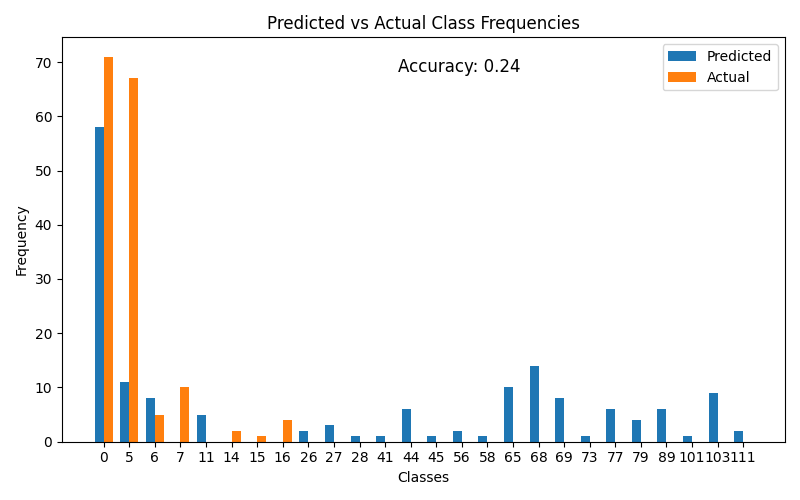 Predicted vs Actual Class Frequencies
Accuracy: 0.24
Predicted
Actual
Frequency
70
60
50
40
30
20
10
0
0 5 6 7 11 14 15 16 26 27 28 41 44 45 56 58 65 68 69 73 77 79 89 101 103 111
Classes